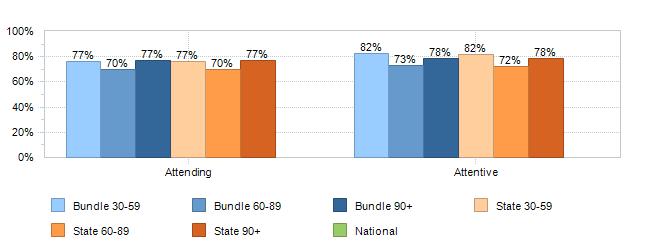 100%
80%
60%
40%
20%
0%
77% 70% 77% 77% 70% 77%
82% 73% 78% 82% 72% 78%
Attending Attentive
Bundle 30-59 Bundle 60-89 Bundle 90+ State 30-59
State 60-89 State 90+ National